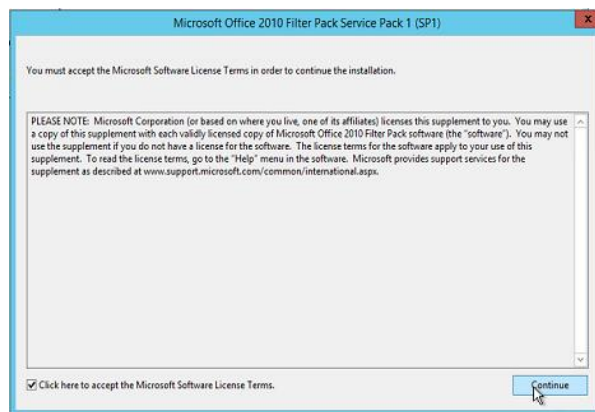 Microsoft Office 2010 Filter Pack Service Pack 1 (SP1)
x
You must accept the Microsoft Software License Terms in order to continue the installation.
PLEASE NOTE: Microsoft Corporation (or based on where you live, one of its affiliates) licenses this supplement to you. You may use
a copy of this supplement with each validly licensed copy of Microsoft Office 2010 Filter Pack software (the "software"). You may not
use the supplement if you do not have a license for the software. The license terms for the software apply to your use of this
supplement. To read the license terms, go to the "Help" menu in the software. Microsoft provides support services for the
supplement as described at www.support.microsoft.com/common/international.aspx.
Click here to accept the Microsoft Software License Terms.
Continue